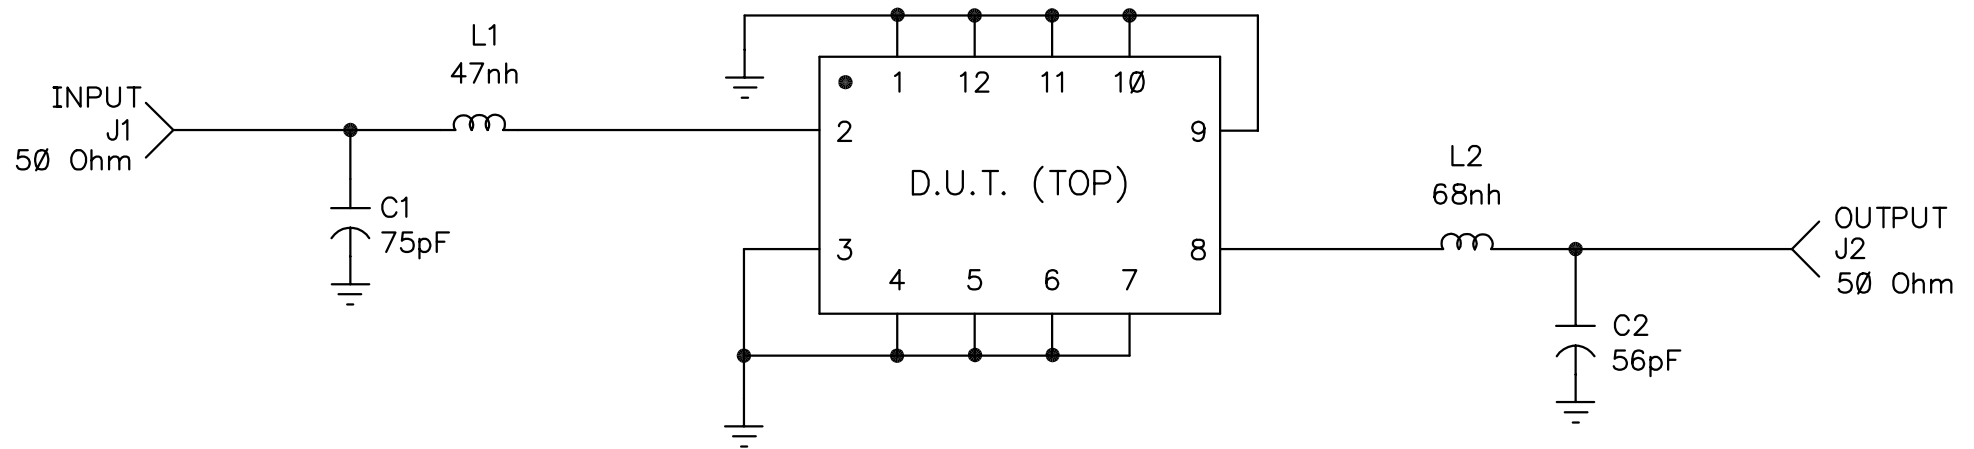 INPUT
J1
5Ø Ohm
L1
47nh
C1
75pF
1 12 11 1Ø
2 9
D.U.T. (TOP)
3 8
4 5 6 7
L2
68nh
OUTPUT
J2
5Ø Ohm
C2
56pF